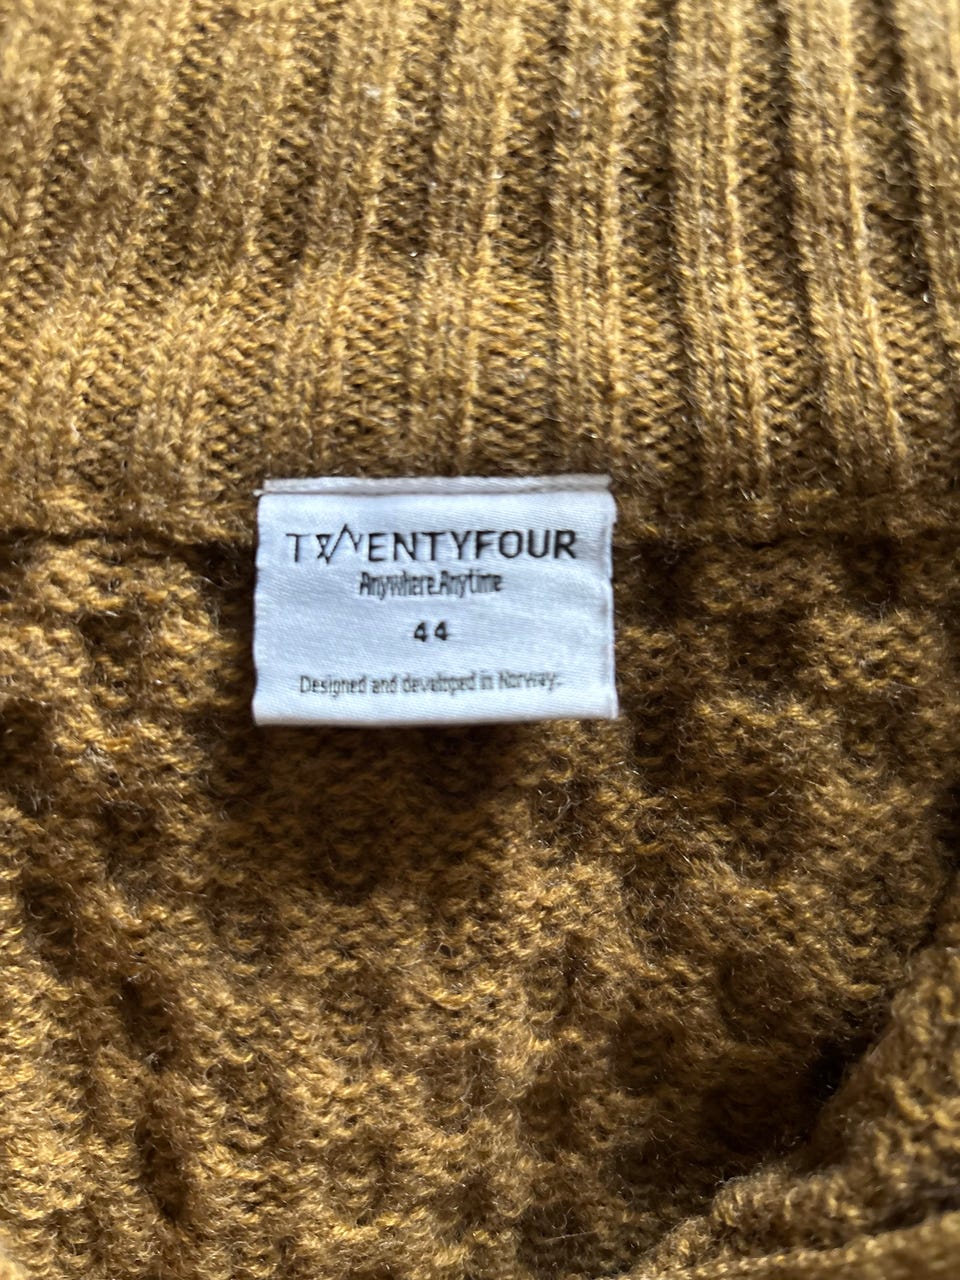 TWENTYFOUR
Anywhere.Anytime
44
Designed and developed in Norway.